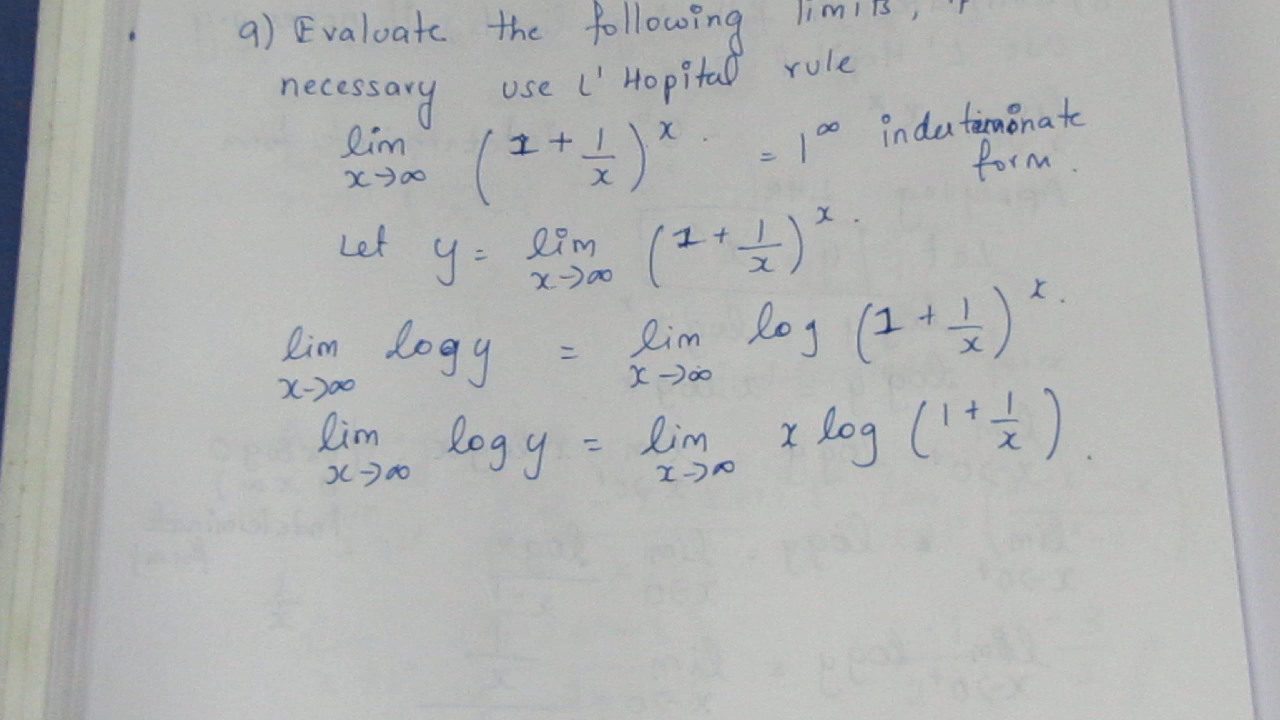 9) Evaluate the following limits,
necessary use L' Hopital rule
lim x→∞ (1 + 1/x)^x . = 1^∞ indeterminate form.
Let y = lim x→∞ (1 + 1/x)^x .
lim x→∞ log y = lim x→∞ log (1 + 1/x)^x .
lim x→∞ log y = lim x→∞ x log (1 + 1/x) .